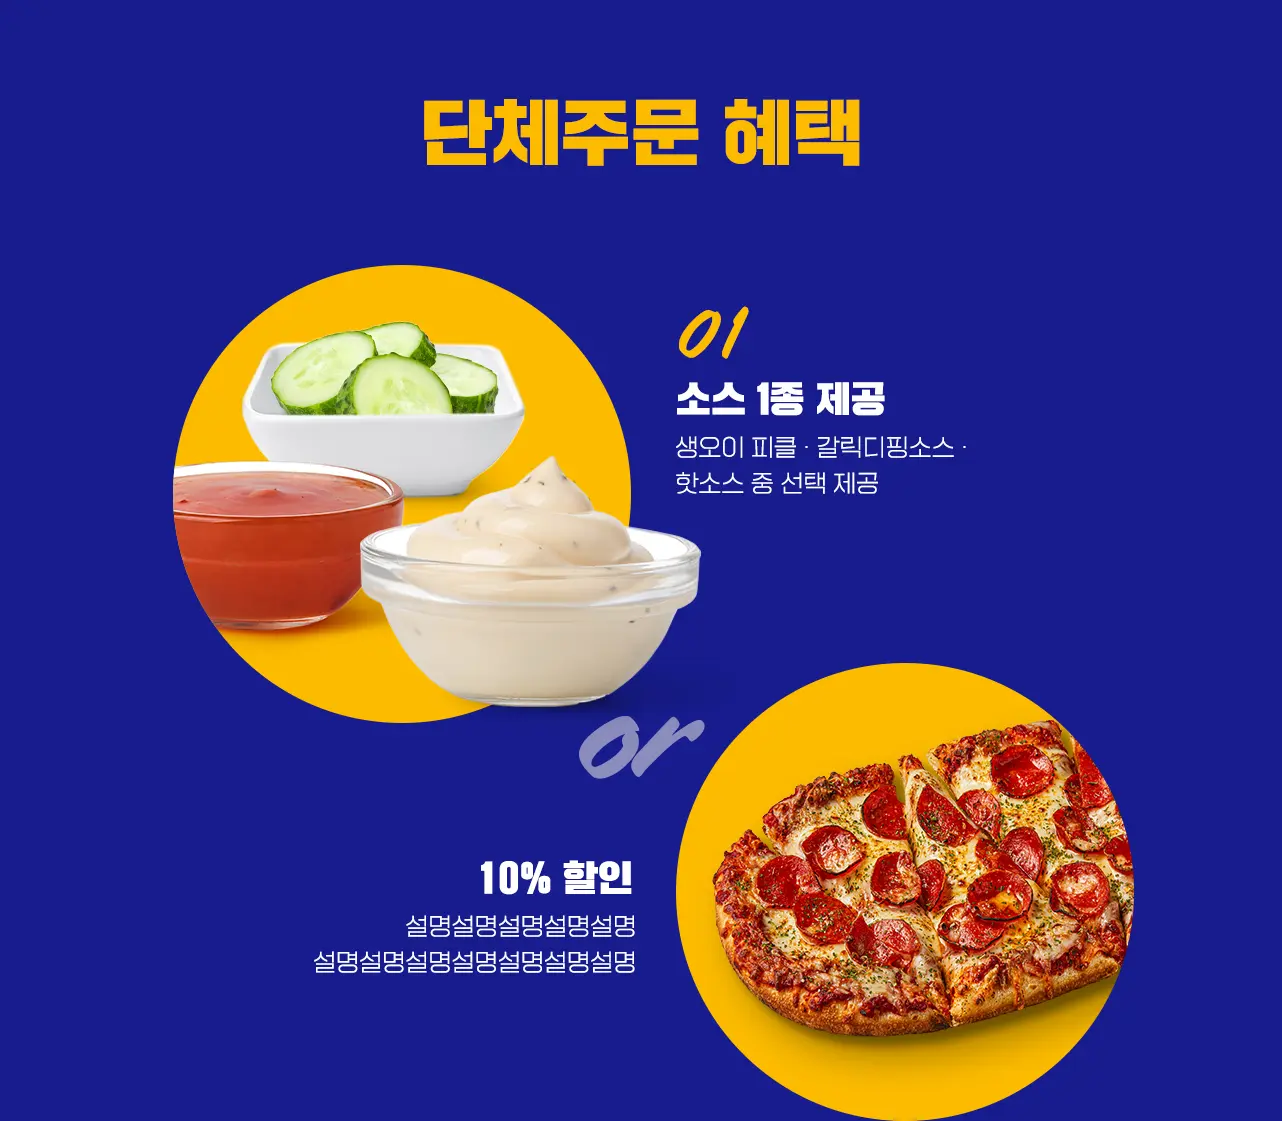 단체주문 혜택
01
소스 1종 제공
생오이 피클 · 갈릭디핑소스 ·
핫소스 중 선택 제공
or
10% 할인
설명설명설명설명설명
설명설명설명설명설명설명설명